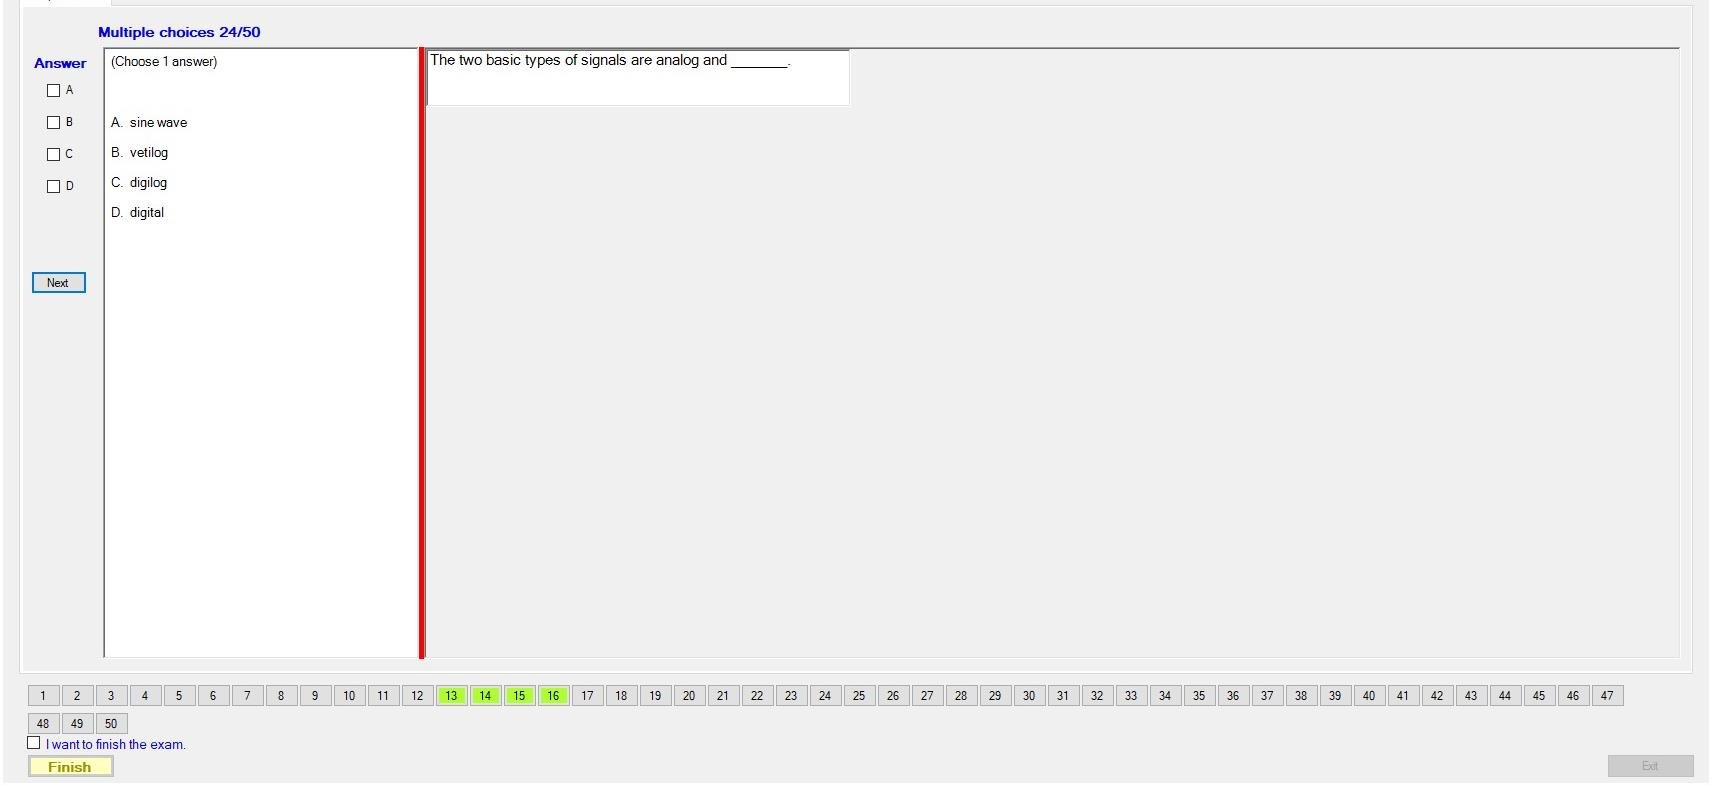 Multiple choices 24/50
Answer
(Choose 1 answer)
The two basic types of signals are analog and _______.
A
B
C
D
A. sine wave
B. vetilog
C. digilog
D. digital
Next
1 2 3 4 5 6 7 8 9 10 11 12 13 14 15 16 17 18 19 20 21 22 23 24 25 26 27 28 29 30 31 32 33 34 35 36 37 38 39 40 41 42 43 44 45 46 47
48 49 50
I want to finish the exam.
Finish
Exit